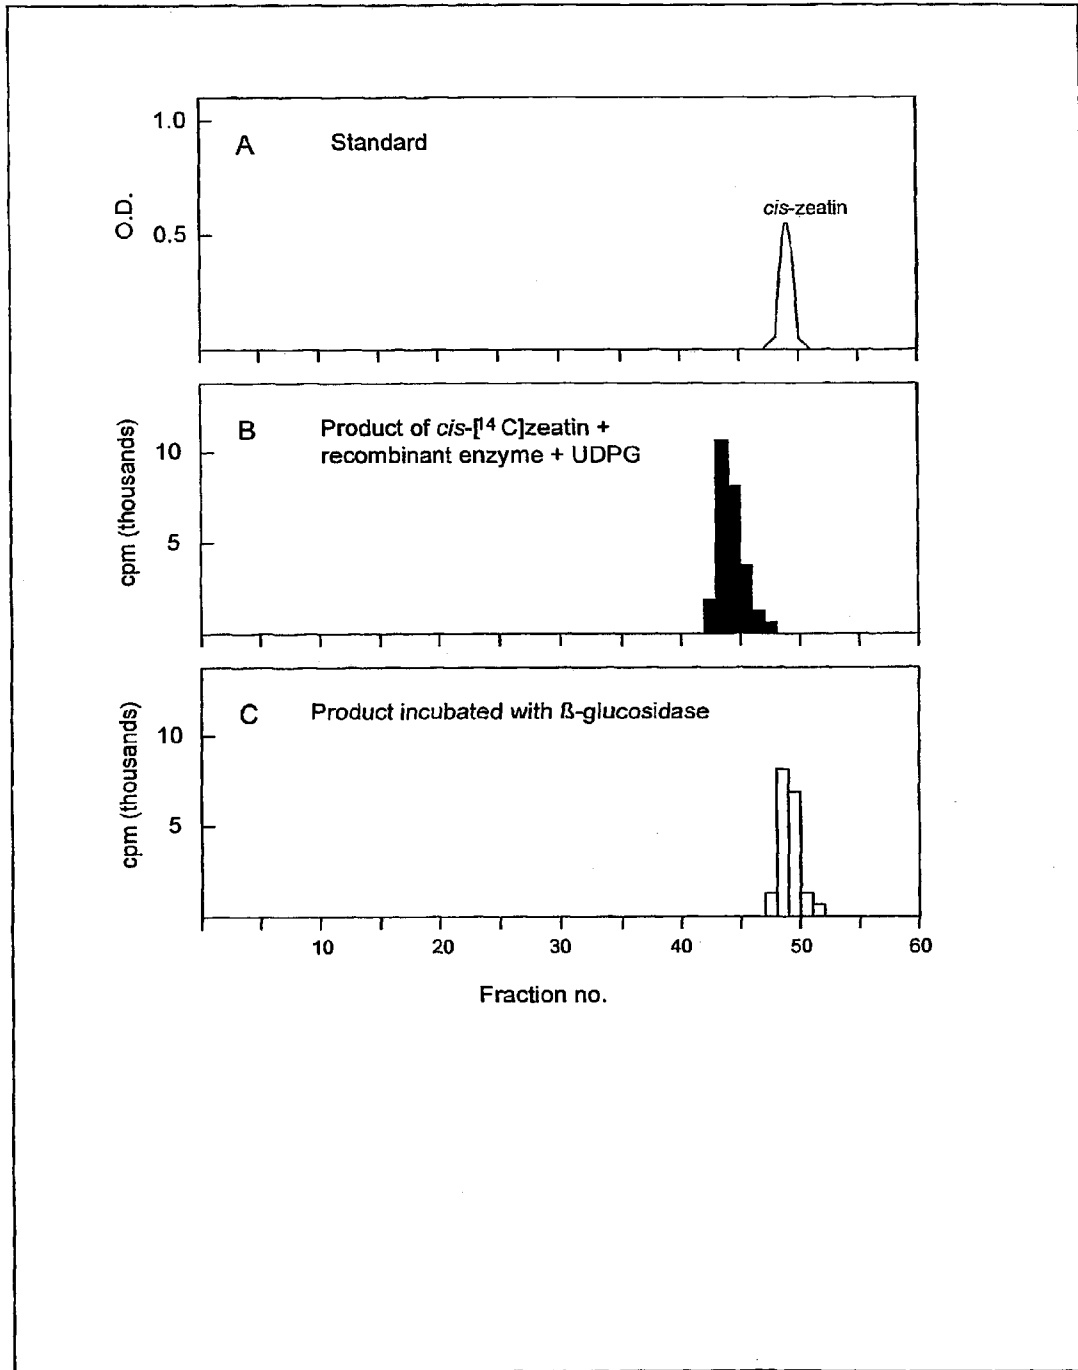 1.0
A
Standard
O.D.
0.5
cis-zeatin
B
Product of cis-[14 C]zeatin +
recombinant enzyme + UDPG
cpm (thousands)
10
5
C
Product incubated with ß-glucosidase
cpm (thousands)
10
5
10 20 30 40 50 60
Fraction no.